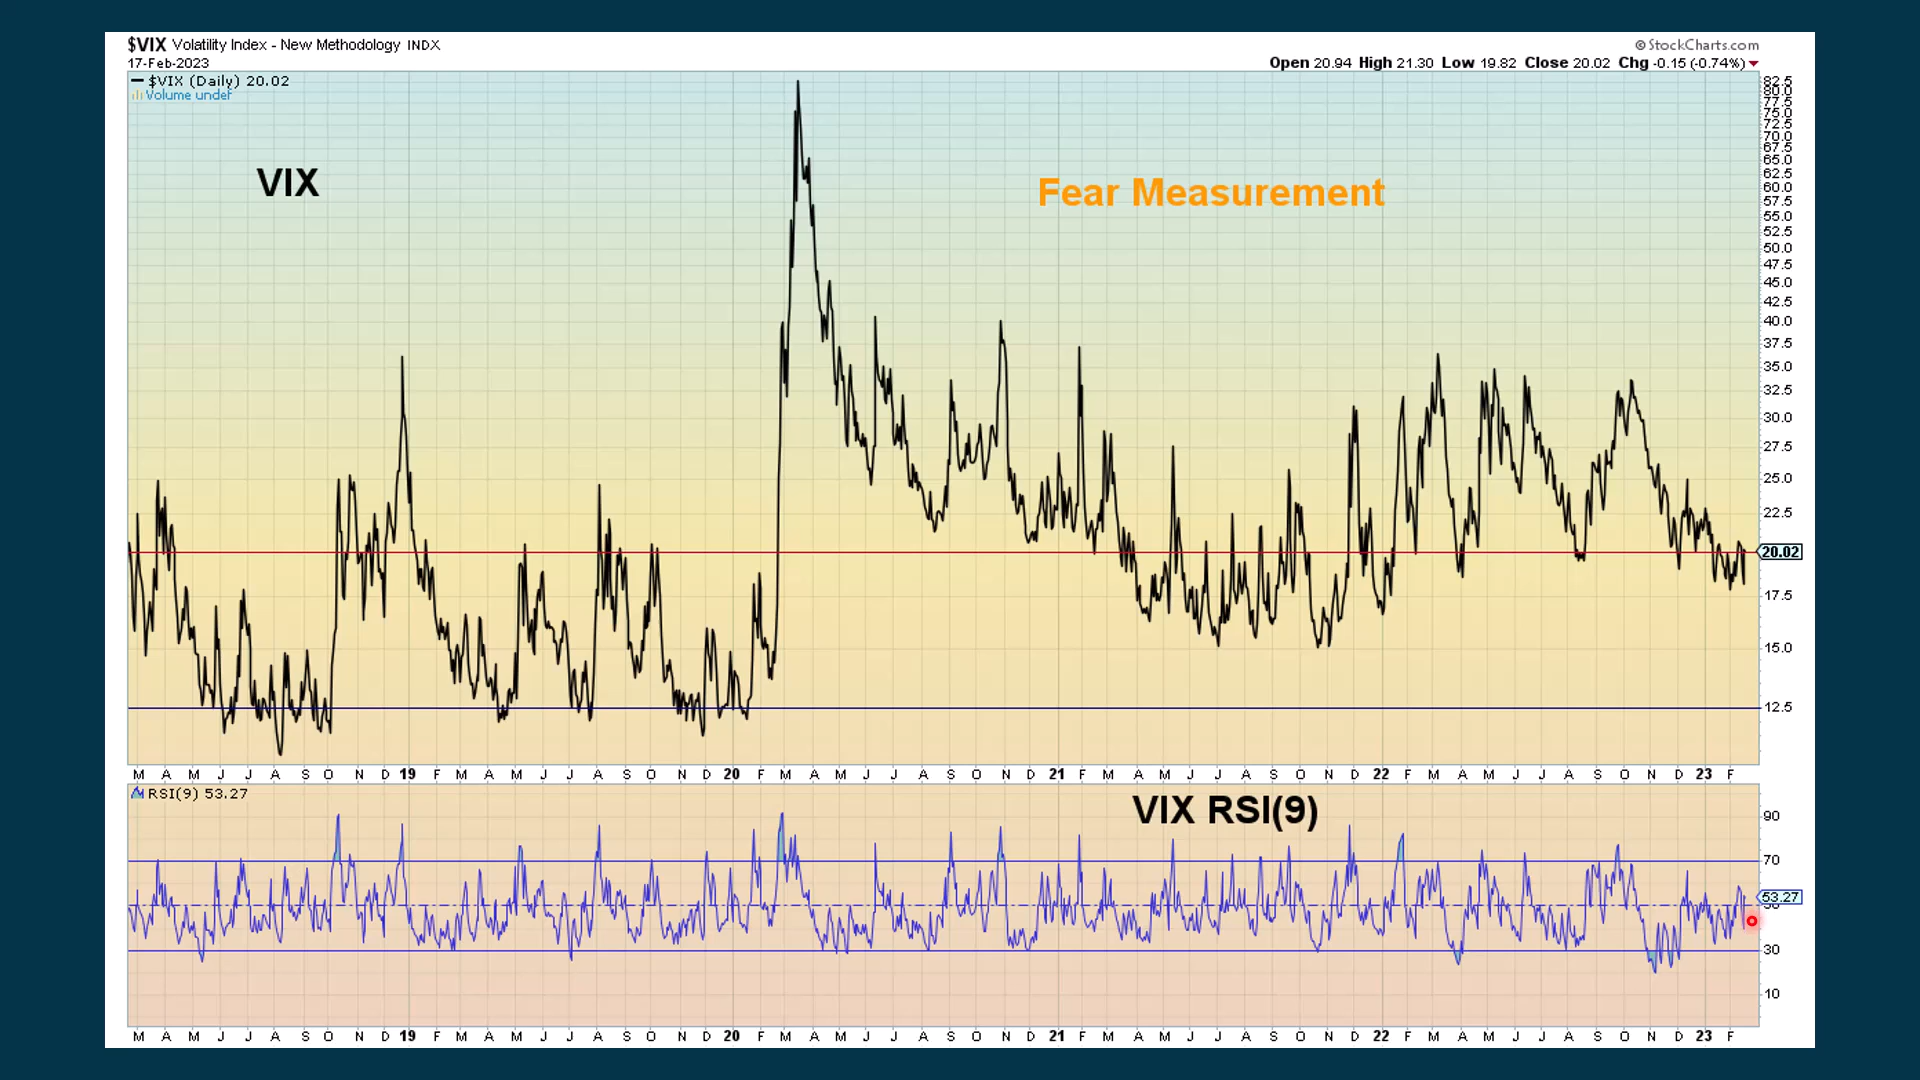 $VIX Volatility Index - New Methodology INDX
© StockCharts.com
17-Feb-2023
Open 20.94 High 21.30 Low 19.82 Close 20.02 Chg -0.15 (-0.74%)
$VIX (Daily) 20.02
Volume undef
VIX
Fear Measurement
82.5
80.0
77.5
75.0
72.5
70.0
67.5
65.0
62.5
60.0
57.5
55.0
52.5
50.0
47.5
45.0
42.5
40.0
37.5
35.0
32.5
30.0
27.5
25.0
22.5
20.02
17.5
15.0
12.5
M A M J J A S O N D 19 F M A M J J A S O N D 20 F M A M J J A S O N D 21 F M A M J J A S O N D 22 F M A M J J A S O N D 23 F
RSI(9) 53.27
VIX RSI(9)
90
70
53.27
50
30
10
M A M J J A S O N D 19 F M A M J J A S O N D 20 F M A M J J A S O N D 21 F M A M J J A S O N D 22 F M A M J J A S O N D 23 F